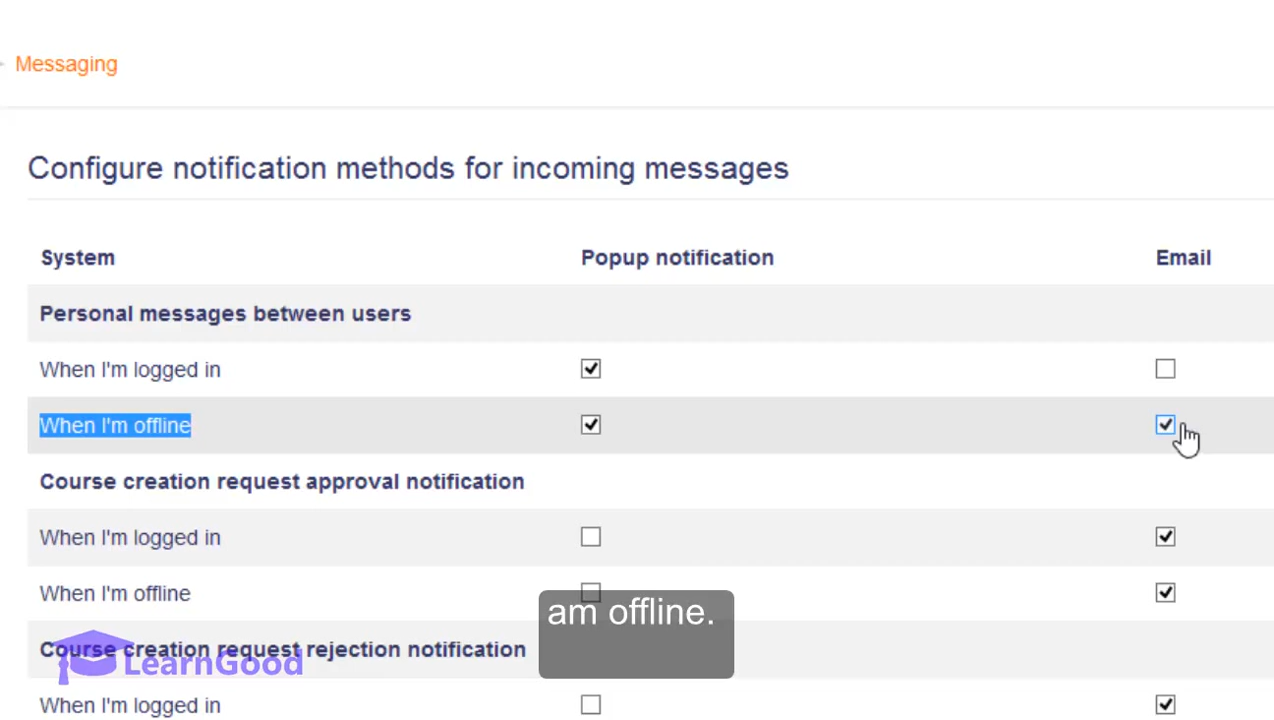 Messaging
Configure notification methods for incoming messages
System Popup notification Email
Personal messages between users
When I'm logged in
When I'm offline
Course creation request approval notification
When I'm logged in
When I'm offline
am offline.
Course creation request rejection notification
LearnGood
When I'm logged in